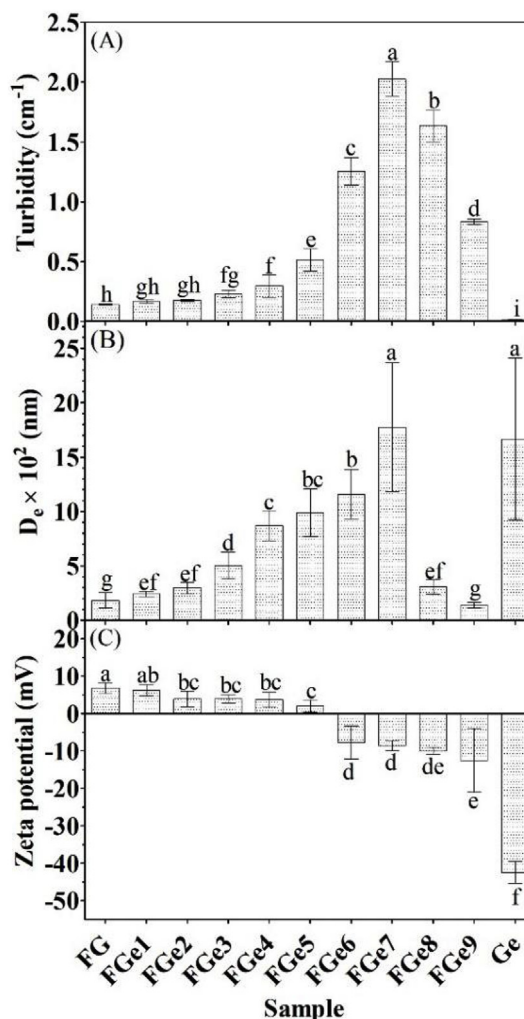 (A)
Turbidity (cm⁻¹)
2.5
2.0
1.5
1.0
0.5
0.0
h gh gh fg f e c a b d i
(B)
Dₑ × 10² (nm)
25
20
15
10
5
0
g ef ef d c bc b a ef g a
(C)
Zeta potential (mV)
20
10
0
-10
-20
-30
-40
-50
a ab bc bc bc c d d de e f
FG FGe1 FGe2 FGe3 FGe4 FGe5 FGe6 FGe7 FGe8 FGe9 Ge
Sample